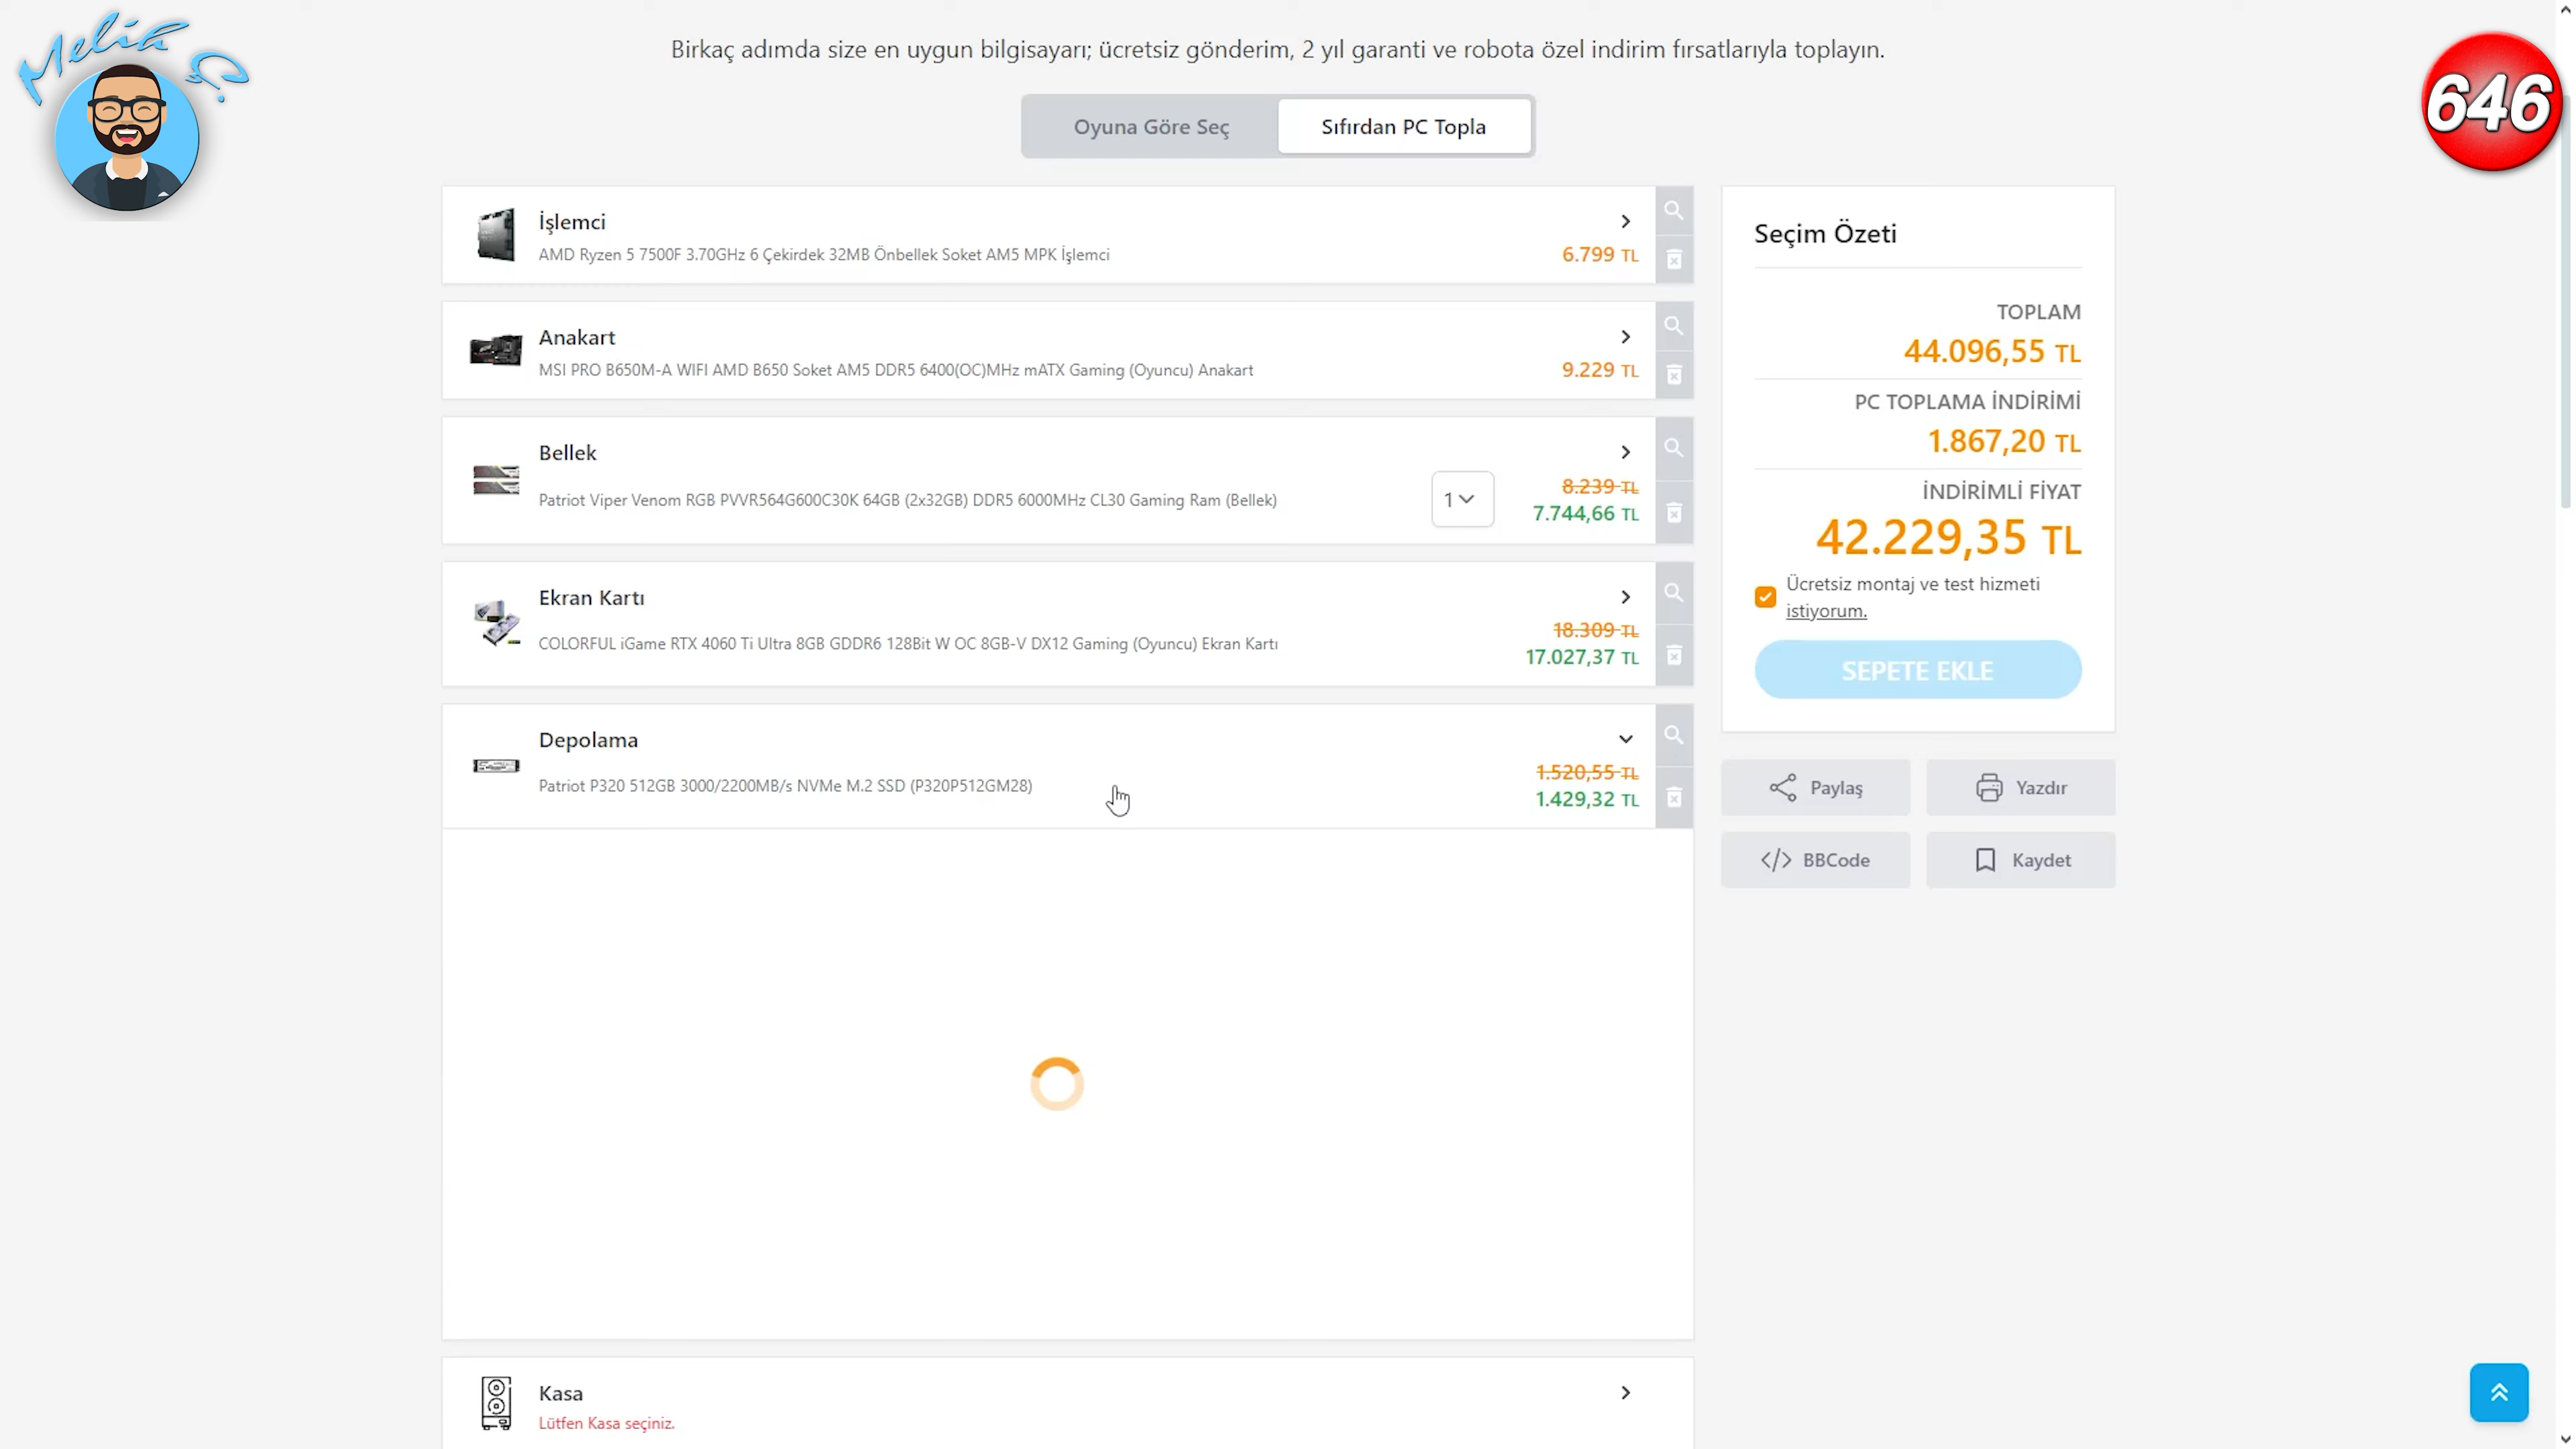 Melih Ç
646
Birkaç adımda size en uygun bilgisayarı; ücretsiz gönderim, 2 yıl garanti ve robota özel indirim fırsatlarıyla toplayın.
Oyuna Göre Seç
Sıfırdan PC Topla
İşlemci
AMD Ryzen 5 7500F 3.70GHz 6 Çekirdek 32MB Önbellek Soket AM5 MPK İşlemci
6.799 TL
Anakart
MSI PRO B650M-A WIFI AMD B650 Soket AM5 DDR5 6400(OC)MHz mATX Gaming (Oyuncu) Anakart
9.229 TL
Bellek
Patriot Viper Venom RGB PVVR564G600C30K 64GB (2x32GB) DDR5 6000MHz CL30 Gaming Ram (Bellek)
1
8.239 TL
7.744,66 TL
Ekran Kartı
COLORFUL iGame RTX 4060 Ti Ultra 8GB GDDR6 128Bit W OC 8GB-V DX12 Gaming (Oyuncu) Ekran Kartı
18.309 TL
17.027,37 TL
Depolama
Patriot P320 512GB 3000/2200MB/s NVMe M.2 SSD (P320P512GM28)
1.520,55 TL
1.429,32 TL
Kasa
Lütfen Kasa seçiniz.
Seçim Özeti
TOPLAM
44.096,55 TL
PC TOPLAMA İNDİRİMİ
1.867,20 TL
İNDİRİMLİ FİYAT
42.229,35 TL
Ücretsiz montaj ve test hizmeti
istiyorum.
SEPETE EKLE
Paylaş
Yazdır
BBCode
Kaydet